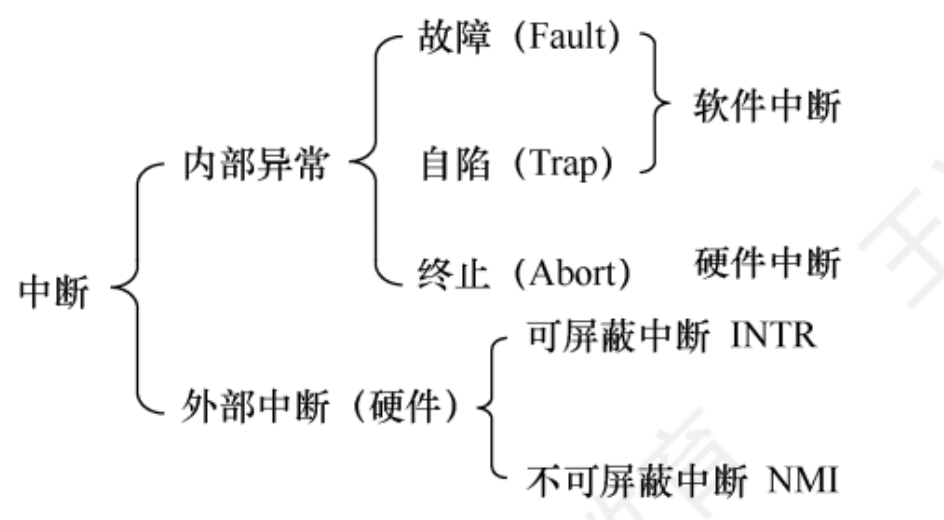 故障（Fault）
软件中断
内部异常
自陷（Trap）
终止（Abort）
硬件中断
中断
可屏蔽中断 INTR
外部中断（硬件）
不可屏蔽中断 NMI